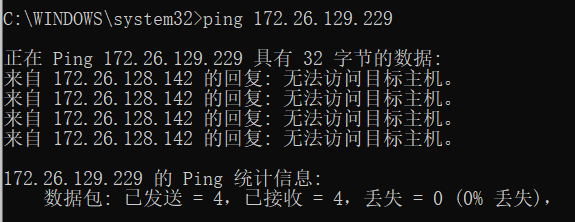 C:\WINDOWS\system32>ping 172.26.129.229
正在 Ping 172.26.129.229 具有 32 字节的数据:
来自 172.26.128.142 的回复: 无法访问目标主机。
来自 172.26.128.142 的回复: 无法访问目标主机。
来自 172.26.128.142 的回复: 无法访问目标主机。
来自 172.26.128.142 的回复: 无法访问目标主机。
172.26.129.229 的 Ping 统计信息:
数据包: 已发送 = 4，已接收 = 4，丢失 = 0 (0% 丢失)，